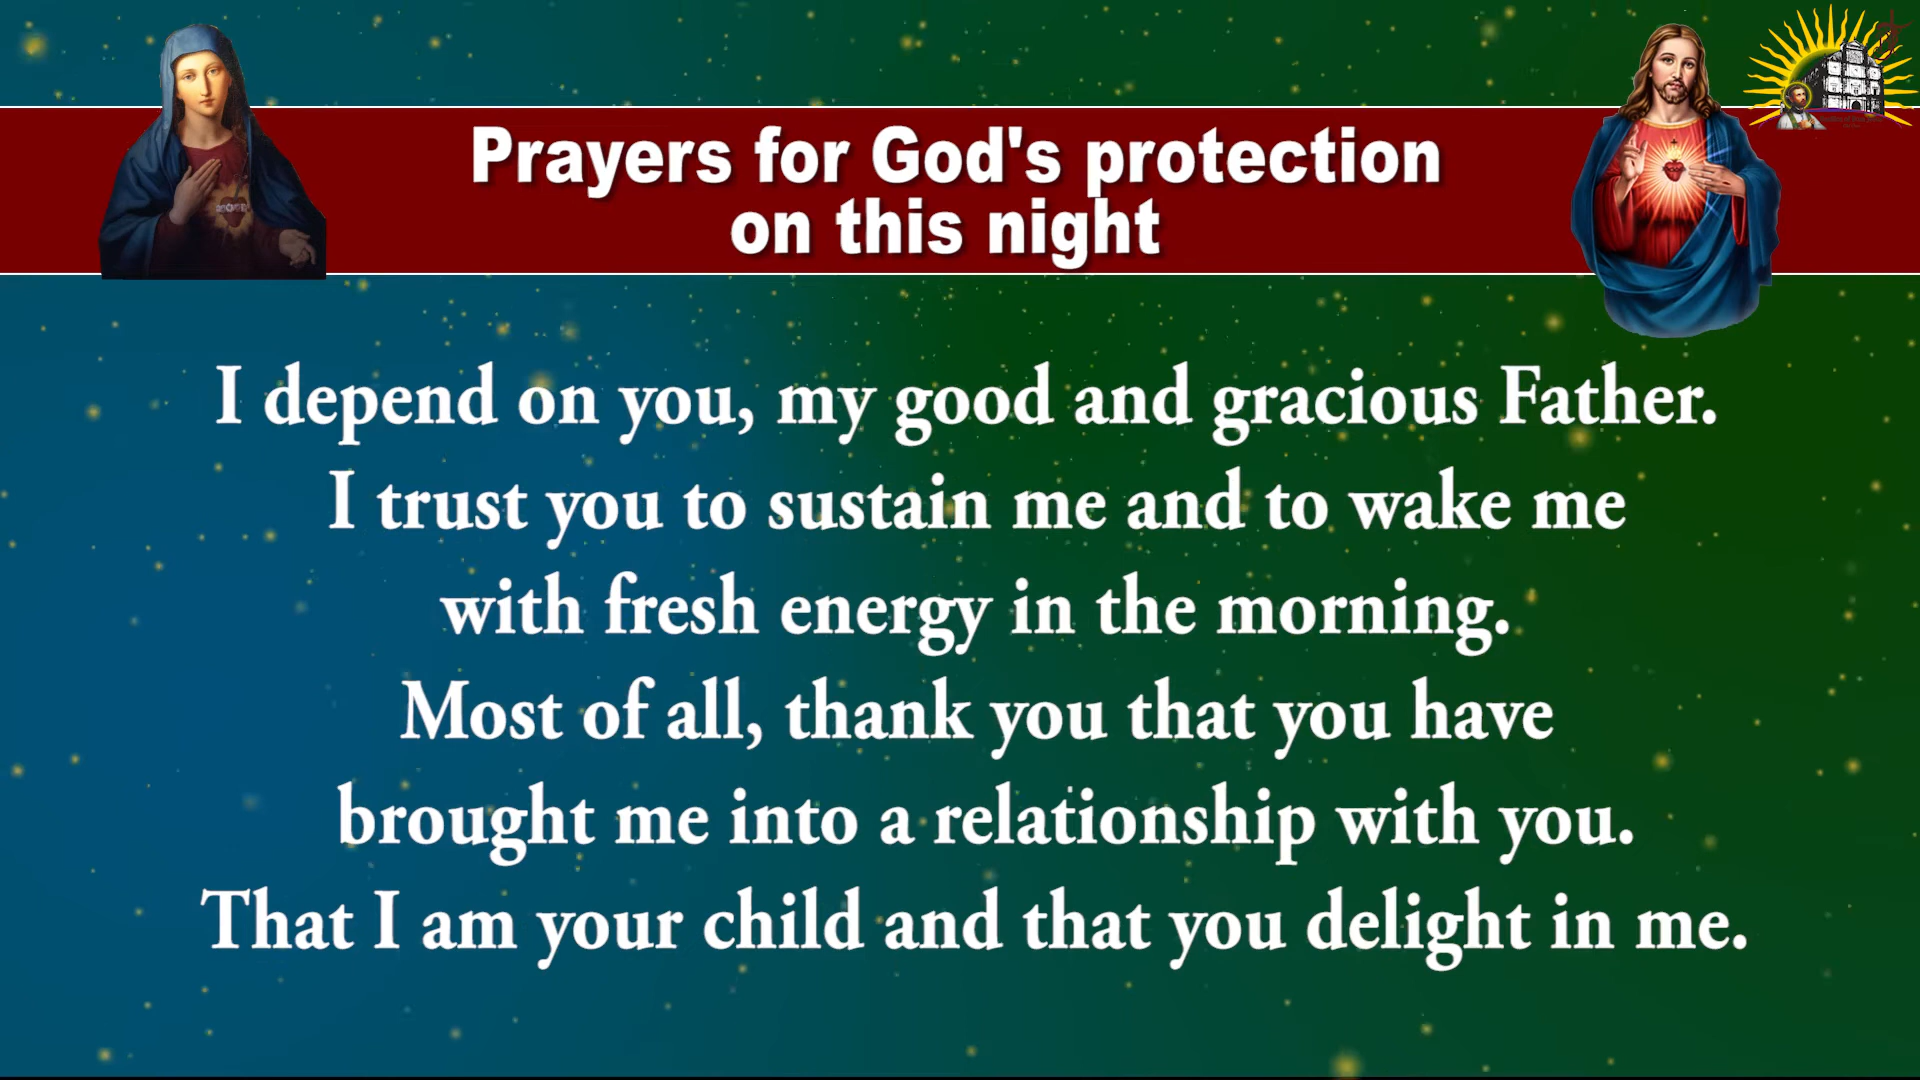 Prayers for God's protection
on this night
I depend on you, my good and gracious Father.
I trust you to sustain me and to wake me
with fresh energy in the morning.
Most of all, thank you that you have
brought me into a relationship with you.
That I am your child and that you delight in me.